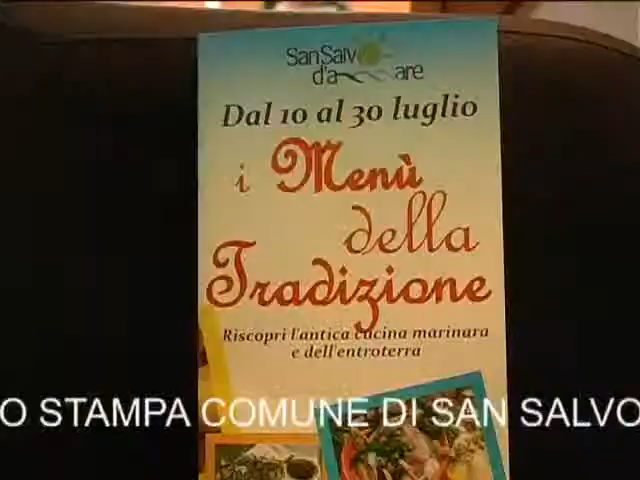 SanSalvo
d'a mare
Dal 10 al 30 luglio
i Menù
della
Tradizione
Riscopri l'antica cucina marinara
e dell'entroterra
O STAMPA COMUNE DI SAN SALVO